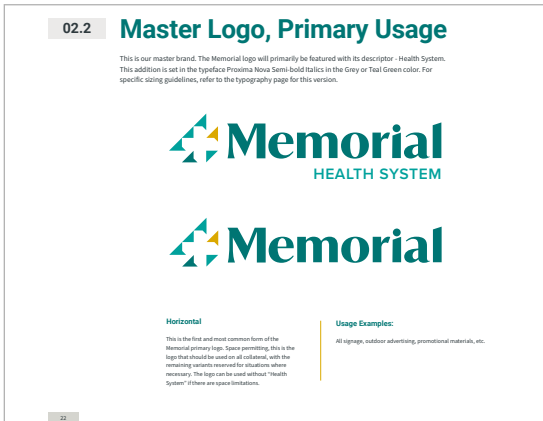 02.2
Master Logo, Primary Usage
This is our master brand. The Memorial logo will primarily be featured with its descriptor - Health System.
This addition is set in the typeface Proxima Nova Semi-bold Italics in the Grey or Teal Green color. For
specific sizing guidelines, refer to the typography page for this version.
Memorial
HEALTH SYSTEM
Memorial
Horizontal
This is the first and most common form of the
Memorial primary logo. Space permitting, this is the
logo that should be used on all collateral, with the
remaining variants reserved for situations where
necessary. The logo can be used without "Health
System" if there are space limitations.
Usage Examples:
All signage, outdoor advertising, promotional materials, etc.
22